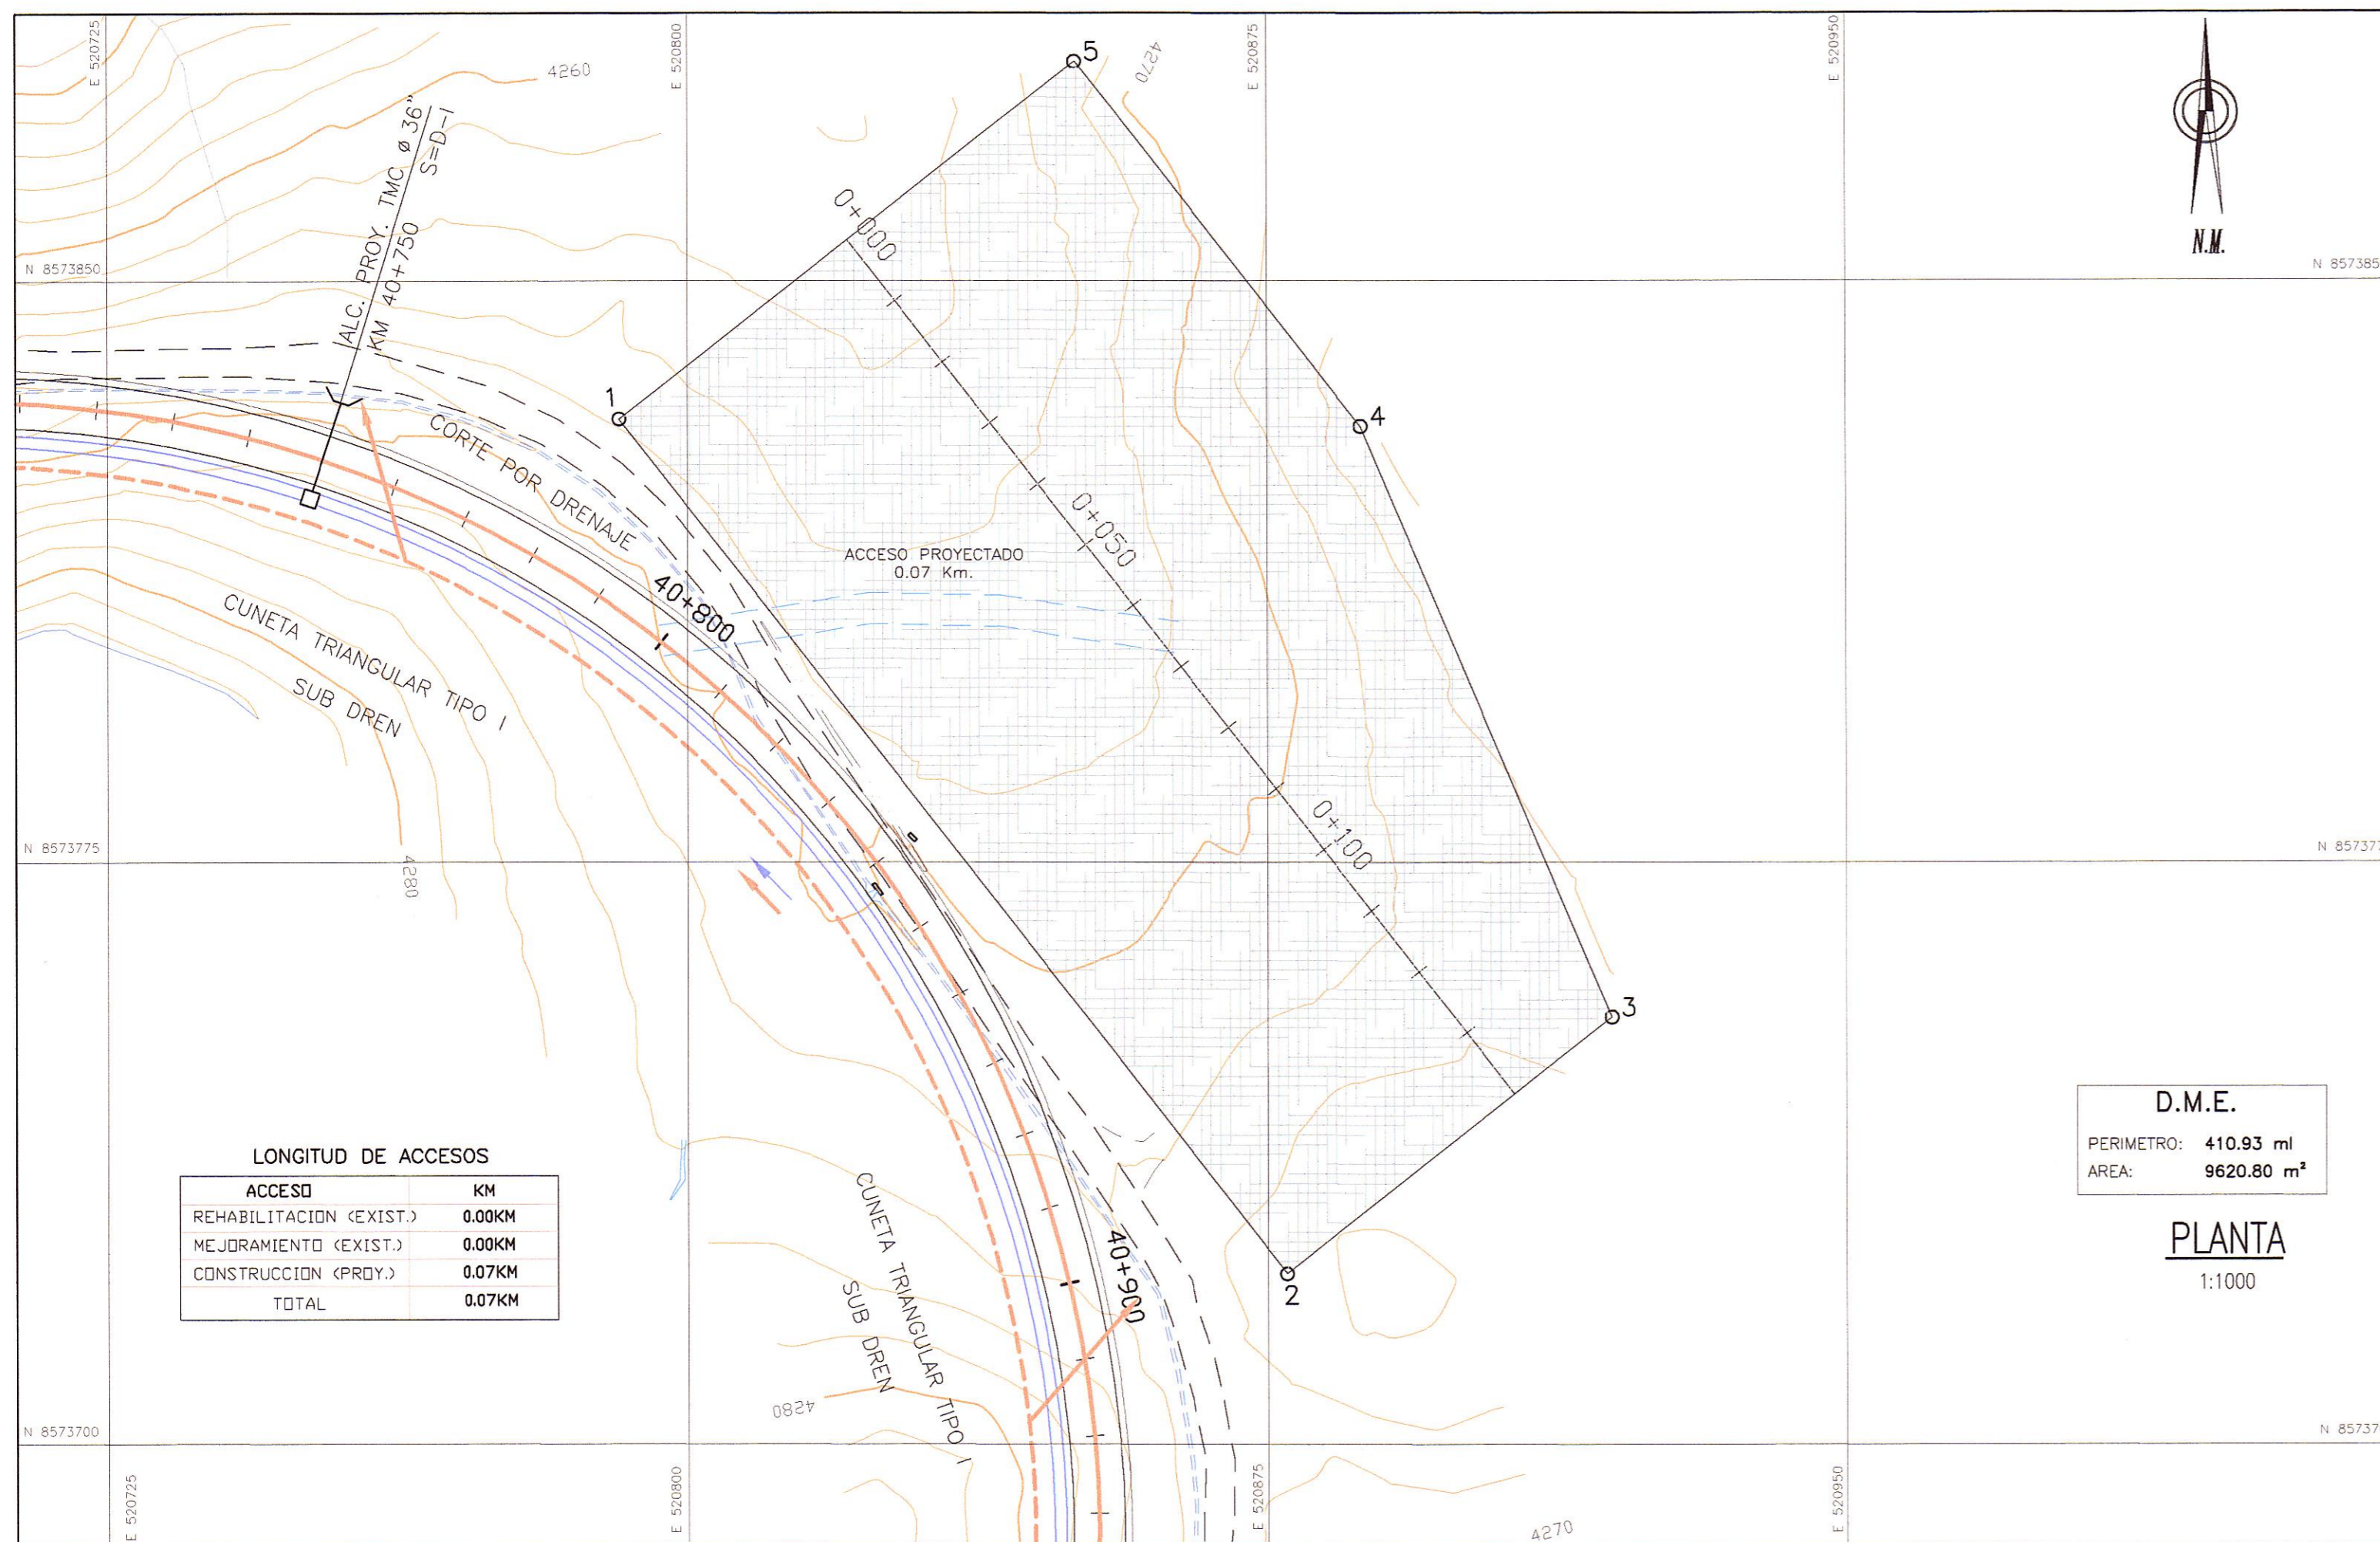 E 520725
E 520800
E 520875
E 520950
4260
5
4270
ALC. PROY. TMC ø 36"
KM 40+750 S=D-I
0+000
N.M.
N 8573850
N 857385
1
4
CORTE POR DRENAJE
0+050
ACCESO PROYECTADO
0.07 Km.
40+800
CUNETA TRIANGULAR TIPO I
SUB DREN
0+100
N 8573775
N 85737
4280
3
D.M.E.
PERIMETRO: 410.93 ml
AREA: 9620.80 m²
PLANTA
1:1000
LONGITUD DE ACCESOS
ACCESO KM
REHABILITACION (EXIST.) 0.00KM
MEJORAMIENTO (EXIST.) 0.00KM
CONSTRUCCION (PROY.) 0.07KM
TOTAL 0.07KM
2
40+900
CUNETA TRIANGULAR TIPO I
SUB DREN
4280
N 8573700
N 85737
E 520725
E 520800
E 520875
E 520950
4270